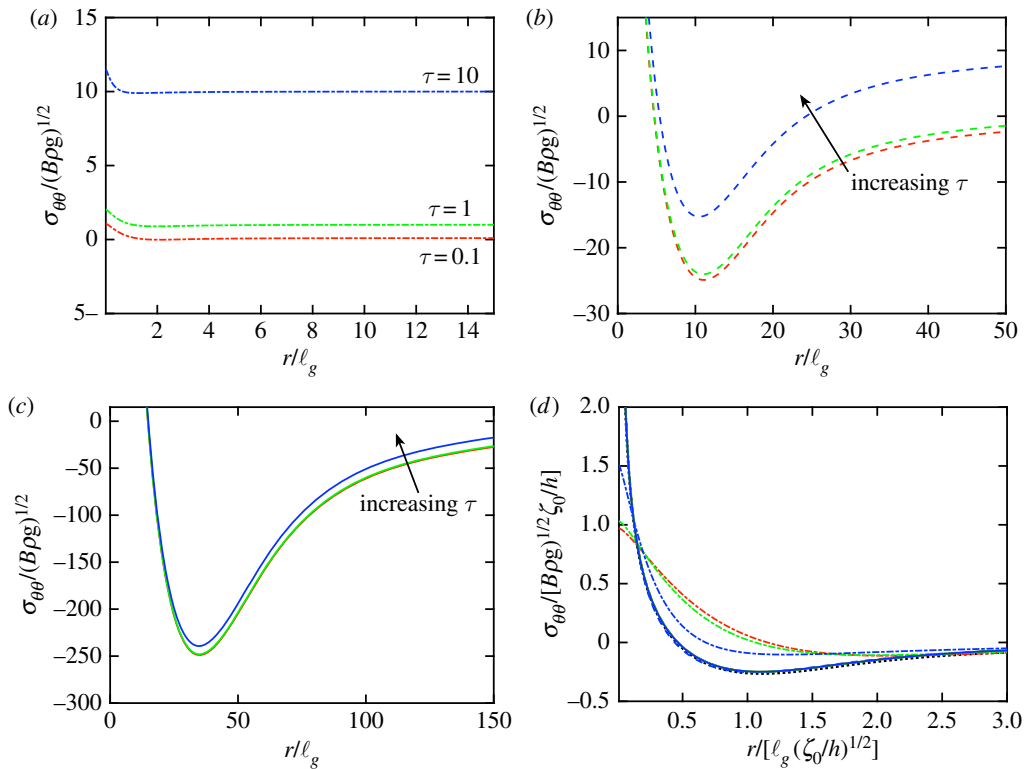 (a)
15
10
5
0
5–
σθθ/(Bρg)^1/2
τ = 10
τ = 1
τ = 0.1
0 2 4 6 8 10 12 14
r/ℓg
(b)
10
0
–10
–20
–30
σθθ/(Bρg)^1/2
increasing τ
0 10 20 30 40 50
r/ℓg
(c)
0
–50
–100
–150
–200
–250
–300
σθθ/(Bρg)^1/2
increasing τ
0 50 100 150
r/ℓg
(d)
2.0
1.5
1.0
0.5
0
–0.5
σθθ/[Bρg)^1/2 ζ0/h]
0.5 1.0 1.5 2.0 2.5 3.0
r/[ℓg (ζ0/h)^1/2]